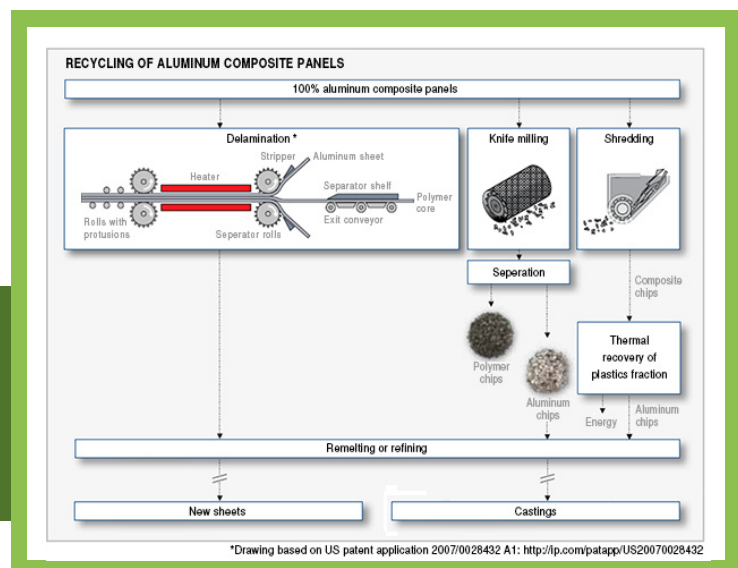 RECYCLING OF ALUMINUM COMPOSITE PANELS
100% aluminum composite panels
Delamination *
Stripper
Aluminum sheet
Heater
Separator shelf
Polymer
core
Rolls with
protusions
Seperator rolls
Exit conveyor
Knife milling
Shredding
Seperation
Composite
chips
Polymer
chips
Aluminum
chips
Thermal
recovery of
plastics fraction
Energy
Aluminum
chips
Remelting or refining
New sheets
Castings
*Drawing based on US patent application 2007/0028432 A1: http://ip.com/patapp/US20070028432